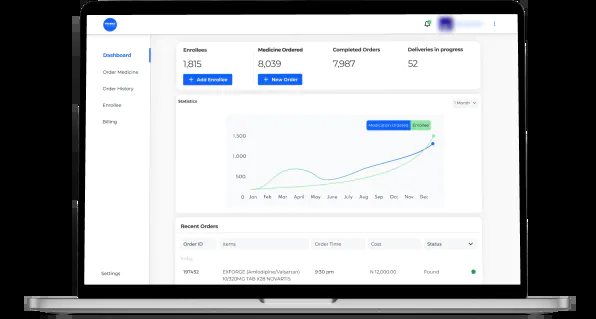 Dashboard
Order Medicine
Order History
Enrollee
Billing
Settings
Enrollees
1,815
+ Add Enrollee
Medicine Ordered
8,039
+ New Order
Completed Orders
7,987
Deliveries in progress
52
Statistics
1 Month
Medication Ordered Enrollee
1,500
1,000
500
0 Jan Feb Mar April May June July Aug Sep Oct Nov Dec
Recent Orders
Order ID Items Order Time Cost Status
Today
197452 EXFORGE (Amlodipine/Valsartan) 9:30 pm N 12,000.00 Found
10/320MG TAB X28 NOVARTIS